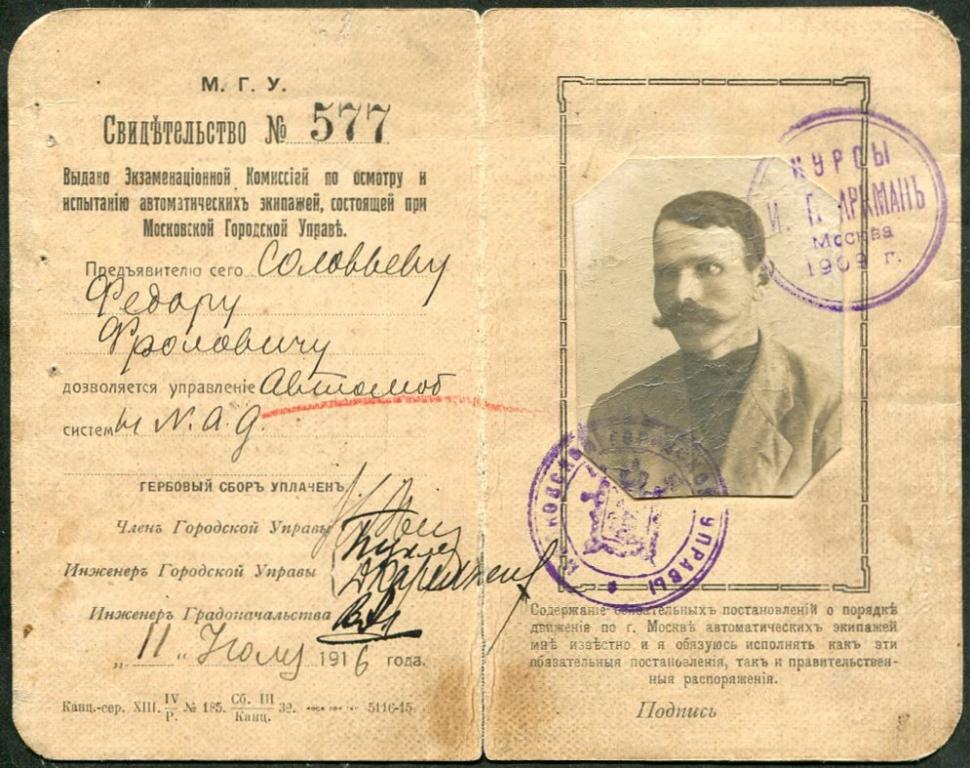 М. Г. У.
Свидѣтельство № 577
Выдано Экзаменаціонной Комиссіей по осмотру и
испытанію автоматическихъ экипажей, состоящей при
Московской Городской Управѣ.
Предъявителю сего Соловьеву
Федору
Фроловичу
дозволяется управленіе Автомоб
системы N. A. G.
ГЕРБОВЫЙ СБОРЪ УПЛАЧЕНЪ
Членъ Городской Управы
Инженеръ Городской Управы
Инженеръ Градоначальства
„ 11 “ Іюля 1916 года.
Канц.-сер. XIII. IV/Р. № 185. Сб. III/Канц. 32. 5116-15
КУРСЫ
И. Г.
Москва
1909 г.
МОСКОВСКОЙ ГОРОДСКОЙ УПРАВЫ
Содержаніе обязательныхъ постановленій о порядкѣ
движенія по г. Москвѣ автоматическихъ экипажей
мнѣ извѣстно и я обязуюсь исполнять какъ эти
обязательныя постановленія, такъ и правительствен-
ныя распоряженія.
Подпись